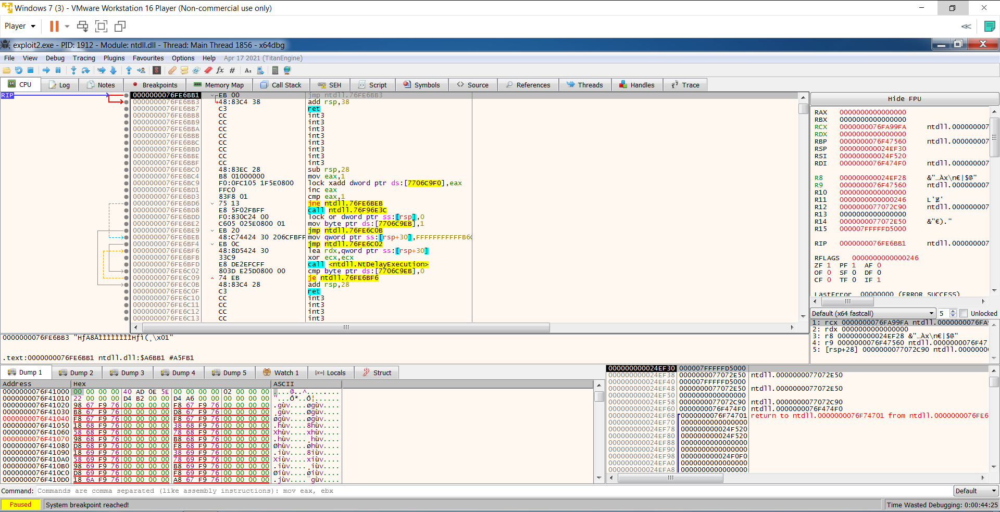 Windows 7 (3) - VMware Workstation 16 Player (Non-commercial use only)
Player
exploit2.exe - PID: 1912 - Module: ntdll.dll - Thread: Main Thread 1856 - x64dbg
File View Debug Tracing Plugins Favourites Options Help Apr 17 2021 (TitanEngine)
CPU Log Notes Breakpoints Memory Map Call Stack SEH Script Symbols Source References Threads Handles Trace
RIP
0000000076FE6BB1 EB 00 jmp ntdll.76FE6BB3
0000000076FE6BB3 48:83C4 38 add rsp,38
0000000076FE6BB7 C3 ret
0000000076FE6BB8 CC int3
0000000076FE6BB9 CC int3
0000000076FE6BBA CC int3
0000000076FE6BBB CC int3
0000000076FE6BBC CC int3
0000000076FE6BBD CC int3
0000000076FE6BBE CC int3
0000000076FE6BBF CC int3
0000000076FE6BC0 48:83EC 28 sub rsp,28
0000000076FE6BC4 B8 01000000 mov eax,1
0000000076FE6BC9 F0:0FC105 1F5E0800 lock xadd dword ptr ds:[7706C9F0],eax
0000000076FE6BD1 FFC0 inc eax
0000000076FE6BD3 83F8 01 cmp eax,1
0000000076FE6BD6 75 13 jne ntdll.76FE6BEB
0000000076FE6BD8 E8 5F02FBFF call ntdll.76F96E3C
0000000076FE6BDD F0:830C24 00 lock or dword ptr ss:[rsp],0
0000000076FE6BE2 C605 025E0800 01 mov byte ptr ds:[7706C9EB],1
0000000076FE6BE9 EB 20 jmp ntdll.76FE6C0B
0000000076FE6BEB 48:C74424 30 206CFBFF mov qword ptr ss:[rsp+30],FFFFFFFFFFFB6C
0000000076FE6BF4 EB 0C jmp ntdll.76FE6C02
0000000076FE6BF6 48:8D5424 30 lea rdx,qword ptr ss:[rsp+30]
0000000076FE6BFB 33C9 xor ecx,ecx
0000000076FE6BFD E8 DE2EFCFF call <ntdll.NtDelayExecution>
0000000076FE6C02 803D E25D0800 00 cmp byte ptr ds:[7706C9EB],0
0000000076FE6C09 74 EB je ntdll.76FE6BF6
0000000076FE6C0B 48:83C4 28 add rsp,28
0000000076FE6C0F C3 ret
0000000076FE6C10 CC int3
0000000076FE6C11 CC int3
0000000076FE6C12 CC int3
0000000076FE6C13 CC int3
Hide FPU
RAX 0000000000000000
RBX 0000000000000000
RCX 0000000076FA99FA ntdll.000000007
RDX 0000000000000000
RBP 0000000076F47560 ntdll.000000007
RSP 000000000024EF30
RSI 000000000024F520
RDI 0000000076F474F0 ntdll.000000007
R8 000000000024EF28 &"…Àx\n€|$@"
R9 0000000076F47560 ntdll.000000007
R10 0000000000000000
R11 0000000000000246
R12 0000000077072C90 ntdll.000000007
R13 0000000000000000
R14 0000000077072E50 &"€)."
R15 000007FFFFFD5000
RIP 0000000076FE6BB1 ntdll.000000007
RFLAGS 0000000000000246
ZF 1 PF 1 AF 0
OF 0 SF 0 DF 0
CF 0 TF 0 IF 1
LastError 00000000 (ERROR_SUCCESS)
Default (x64 fastcall) 5 Unlocked
1: rcx 0000000076FA99FA ntdll.0000000076FA
2: rdx 0000000000000000
3: r8 000000000024EF28 &"…Àx\n€|$@"
4: r9 0000000076F47560 ntdll.0000000076F47
5: [rsp+28] 0000000077072C90 ntdll.0000000
0000000076FE6BB3 "HƒÄ8ÃÌÌÌÌÌÌÌÌHƒì(¸\x01"
.text:0000000076FE6BB1 ntdll.dll:$A6BB1 #A5FB1
Dump 1 Dump 2 Dump 3 Dump 4 Dump 5 Watch 1 [x=] Locals Struct
Address Hex ASCII
0000000076F41000 00 00 00 00 40 AD 0E 5E 00 00 00 00 02 00 00 00 ....@..^........
0000000076F41010 22 00 00 00 D4 B2 00 00 D4 A6 00 00 00 00 00 00 "...Ô²..Ô¦......
0000000076F41020 98 67 F9 76 00 00 00 00 F8 67 F9 76 00 00 00 00 .gùv....øgùv....
0000000076F41030 B8 67 F9 76 00 00 00 00 D8 67 F9 76 00 00 00 00 ¸gùv....Øgùv....
0000000076F41040 F8 67 F9 76 00 00 00 00 F8 67 F9 76 00 00 00 00 øgùv....øgùv....
0000000076F41050 18 68 F9 76 00 00 00 00 38 68 F9 76 00 00 00 00 .hùv....8hùv....
0000000076F41060 58 68 F9 76 00 00 00 00 78 68 F9 76 00 00 00 00 Xhùv....xhùv....
0000000076F41070 98 68 F9 76 00 00 00 00 B8 68 F9 76 00 00 00 00 .hùv....¸hùv....
0000000076F41080 D8 68 F9 76 00 00 00 00 F8 68 F9 76 00 00 00 00 Øhùv....øhùv....
0000000076F41090 18 69 F9 76 00 00 00 00 38 69 F9 76 00 00 00 00 .iùv....8iùv....
0000000076F410A0 58 69 F9 76 00 00 00 00 78 69 F9 76 00 00 00 00 Xiùv....xiùv....
0000000076F410B0 98 69 F9 76 00 00 00 00 B8 69 F9 76 00 00 00 00 .iùv....¸iùv....
0000000076F410C0 D8 69 F9 76 00 00 00 00 F8 69 F9 76 00 00 00 00 Øiùv....øiùv....
0000000076F410D0 18 6A F9 76 00 00 00 00 A8 67 F9 76 00 00 00 00 .jùv....¨gùv....
000000000024EF30 000007FFFFFD5000
000000000024EF38 0000000077072E50 ntdll.0000000077072E50
000000000024EF40 000007FFFFFD5000
000000000024EF48 0000000077072E50 ntdll.0000000077072E50
000000000024EF50 0000000000000000
000000000024EF58 0000000077072C90 ntdll.0000000077072C90
000000000024EF60 0000000076F474F0 ntdll.0000000076F474F0
000000000024EF68 0000000076F74701 return to ntdll.0000000076F74701 from ntdll.0000000076FE6
000000000024EF70 0000000000000000
000000000024EF78 000000000024F520
000000000024EF80 000000000024F520
000000000024EF88 0000000000000000
000000000024EF90 0000000000000000
000000000024EF98 000000000024F0F0
000000000024EFA0 0000000000000000
000000000024EFA8 0000000000000000
Command: Commands are comma separated (like assembly instructions): mov eax, ebx Default
Paused System breakpoint reached! Time Wasted Debugging: 0:00:44:25